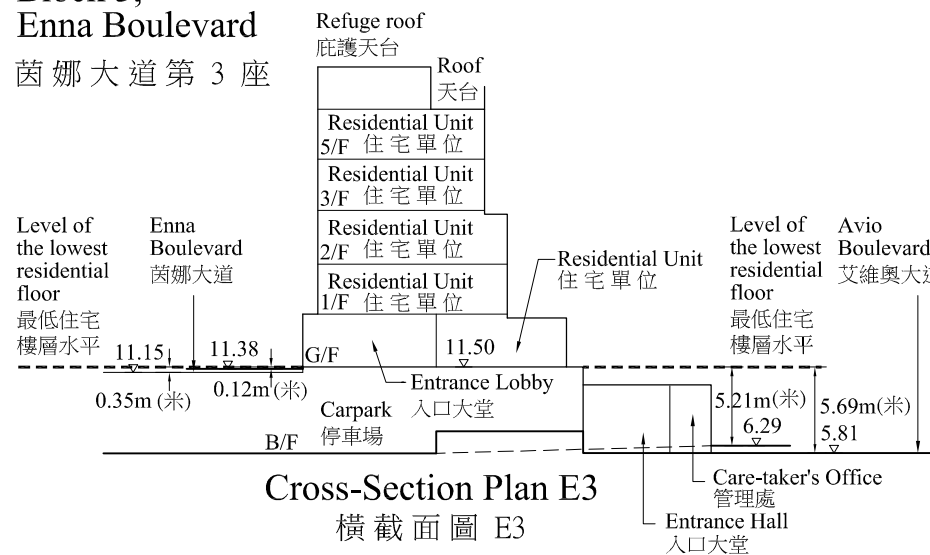 Enna Boulevard
茵娜大道第 3 座
Refuge roof
庇護天台
Roof
天台
Residential Unit
5/F 住宅單位
Residential Unit
3/F 住宅單位
Residential Unit
2/F 住宅單位
Residential Unit
1/F 住宅單位
Level of
the lowest
residential
floor
最低住宅
樓層水平
Enna
Boulevard
茵娜大道
Residential Unit
住宅單位
Level of
the lowest
residential
floor
最低住宅
樓層水平
Avio
Boulevard
艾維奧大道
11.15
11.38
G/F
11.50
0.35m (米)
0.12m (米)
Entrance Lobby
入口大堂
Carpark
停車場
B/F
5.21m(米)
5.69m(米)
6.29
5.81
Care-taker's Office
管理處
Entrance Hall
入口大堂
Cross-Section Plan E3
橫截面圖 E3